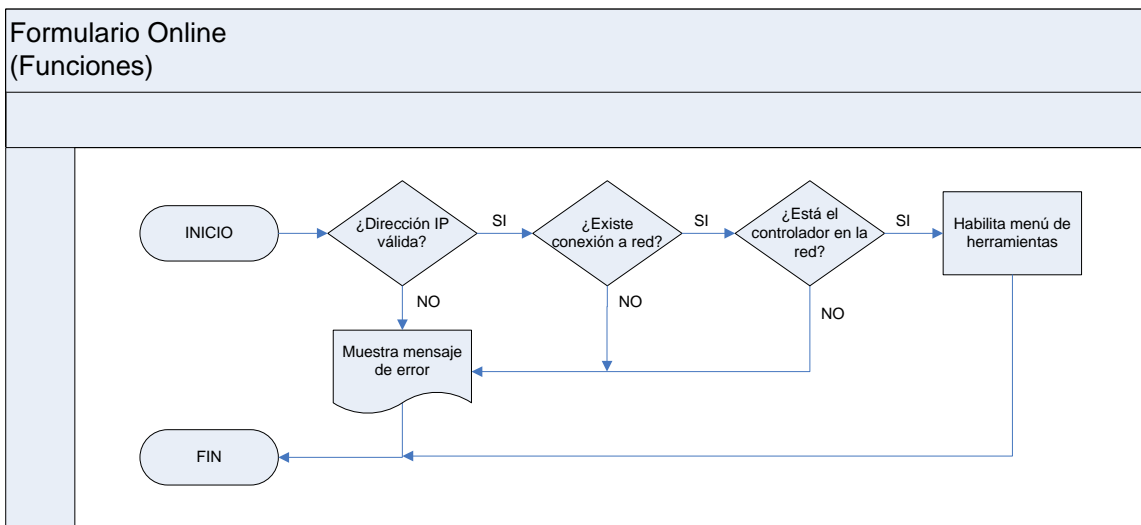 Formulario Online
(Funciones)
INICIO
¿Dirección IP
válida?
SI
¿Existe
conexión a red?
SI
¿Está el
controlador en la
red?
SI
Habilita menú de
herramientas
NO
NO
NO
Muestra mensaje
de error
FIN